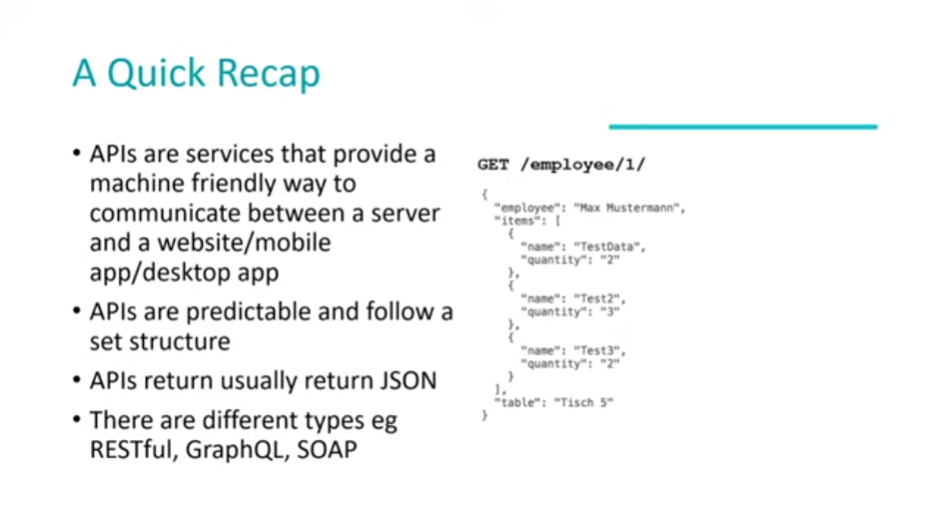 A Quick Recap
• APIs are services that provide a
machine friendly way to
communicate between a server
and a website/mobile
app/desktop app
• APIs are predictable and follow a
set structure
• APIs return usually return JSON
• There are different types eg
RESTful, GraphQL, SOAP
GET /employee/1/
{
"employee": "Max Mustermann",
"items": [
{
"name": "TestData",
"quantity": "2"
},
{
"name": "Test2",
"quantity": "3"
},
{
"name": "Test3",
"quantity": "2"
}
],
"table": "Tisch 5"
}